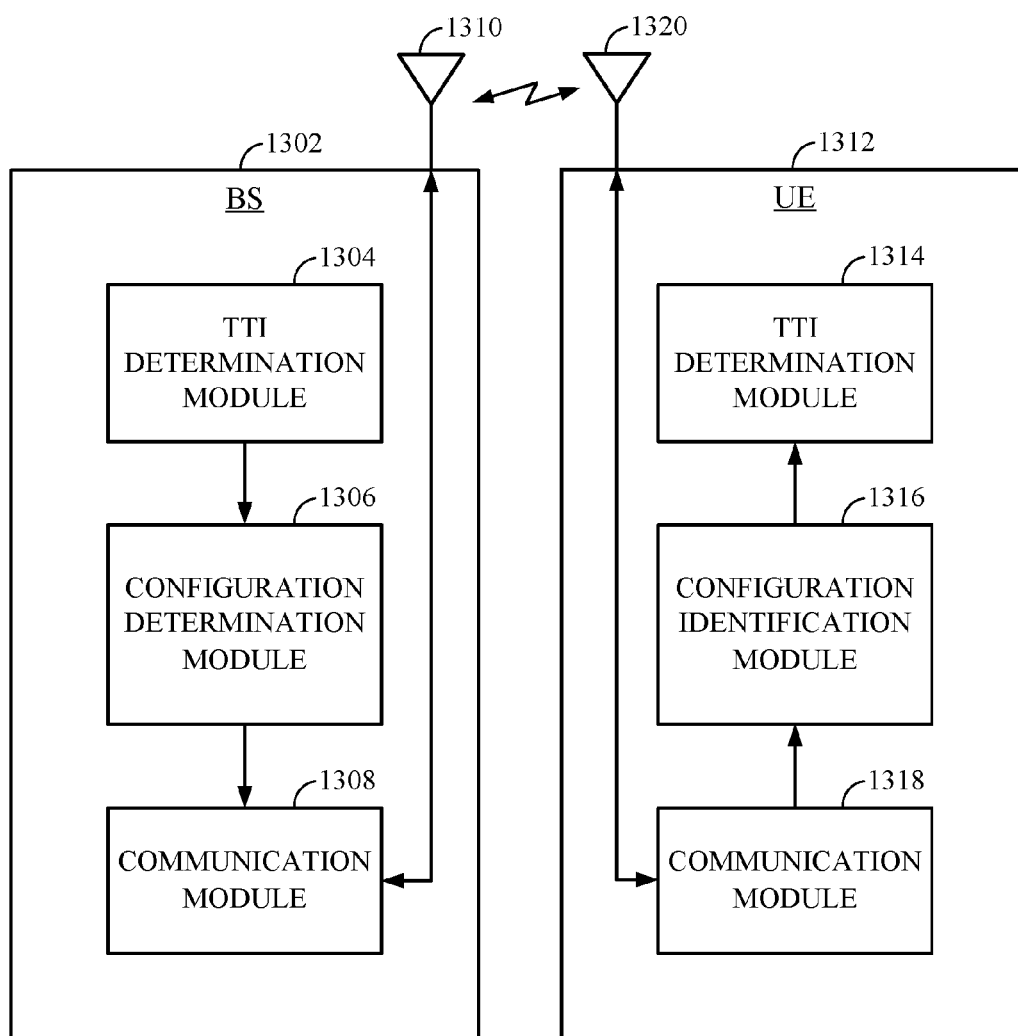 1310
1320
1302
1312
BS
UE
1304
1314
TTI
DETERMINATION
MODULE
TTI
DETERMINATION
MODULE
1306
1316
CONFIGURATION
DETERMINATION
MODULE
CONFIGURATION
IDENTIFICATION
MODULE
1308
1318
COMMUNICATION
MODULE
COMMUNICATION
MODULE